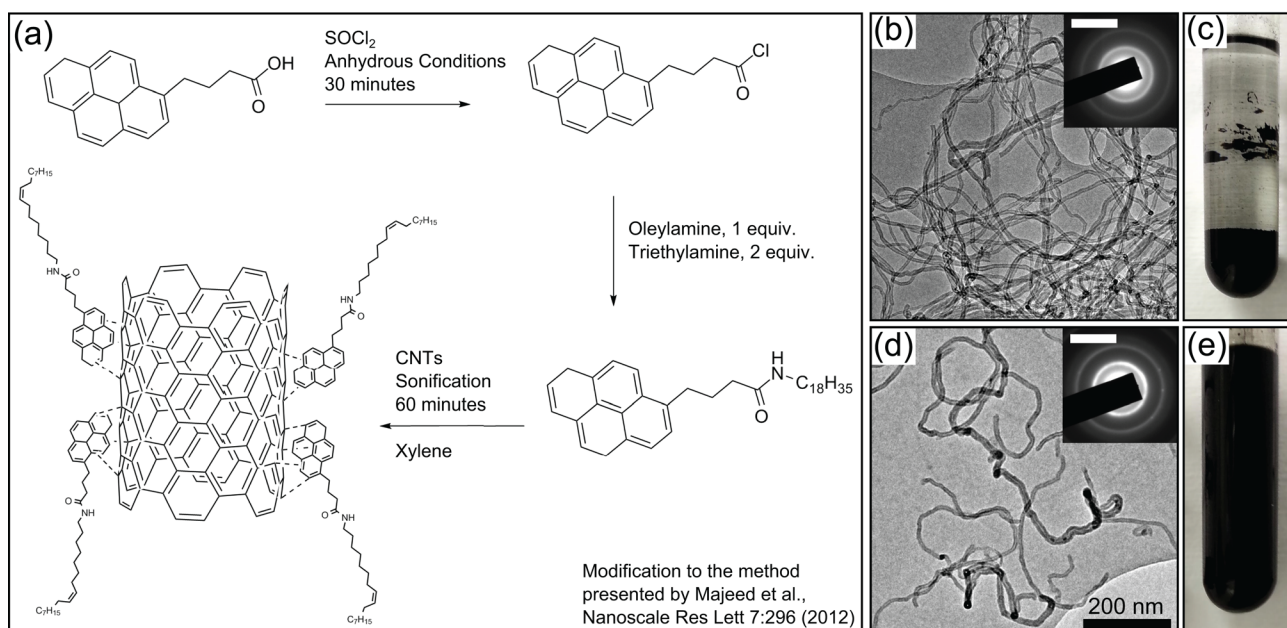 (a)
OH
O
SOCl2
Anhydrous Conditions
30 minutes
Cl
O
Oleylamine, 1 equiv.
Triethylamine, 2 equiv.
H
N
C18H35
O
CNTs
Sonification
60 minutes
Xylene
C7H15
HN
O
C7H15
HN
O
O
NH
C7H15
O
NH
C7H15
Modification to the method
presented by Majeed et al.,
Nanoscale Res Lett 7:296 (2012)
(b)
(c)
(d)
200 nm
(e)